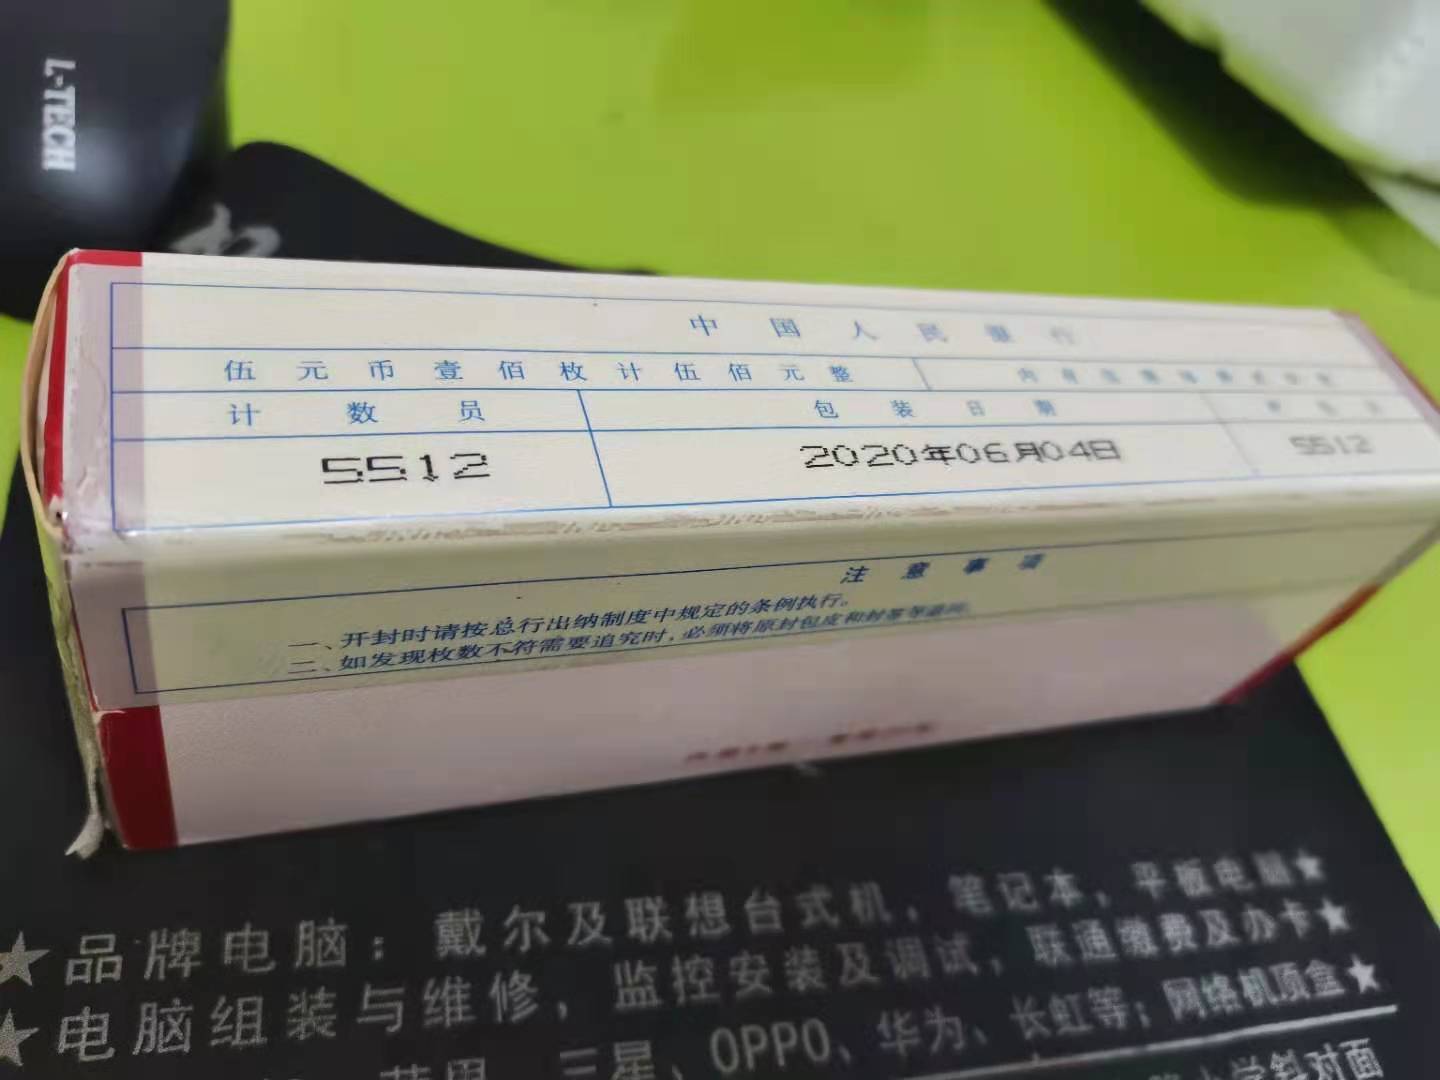 L-TECH
中国人民银行
伍元币壹佰枚计伍佰元整
计数员 包装日期
5512 2020年06月04日 5512
注意事项
一、开封时请按总行出纳制度中规定的条例执行。
二、如发现枚数不符需要追究时，必须将原封包皮和封签等退回。
★品牌电脑：戴尔及联想台式机，笔记本，平板电脑★
★电脑组装与维修，监控安装及调试，联通缴费及办卡★
三星、OPPO、华为、长虹等；网络机顶盒★
小学斜对面